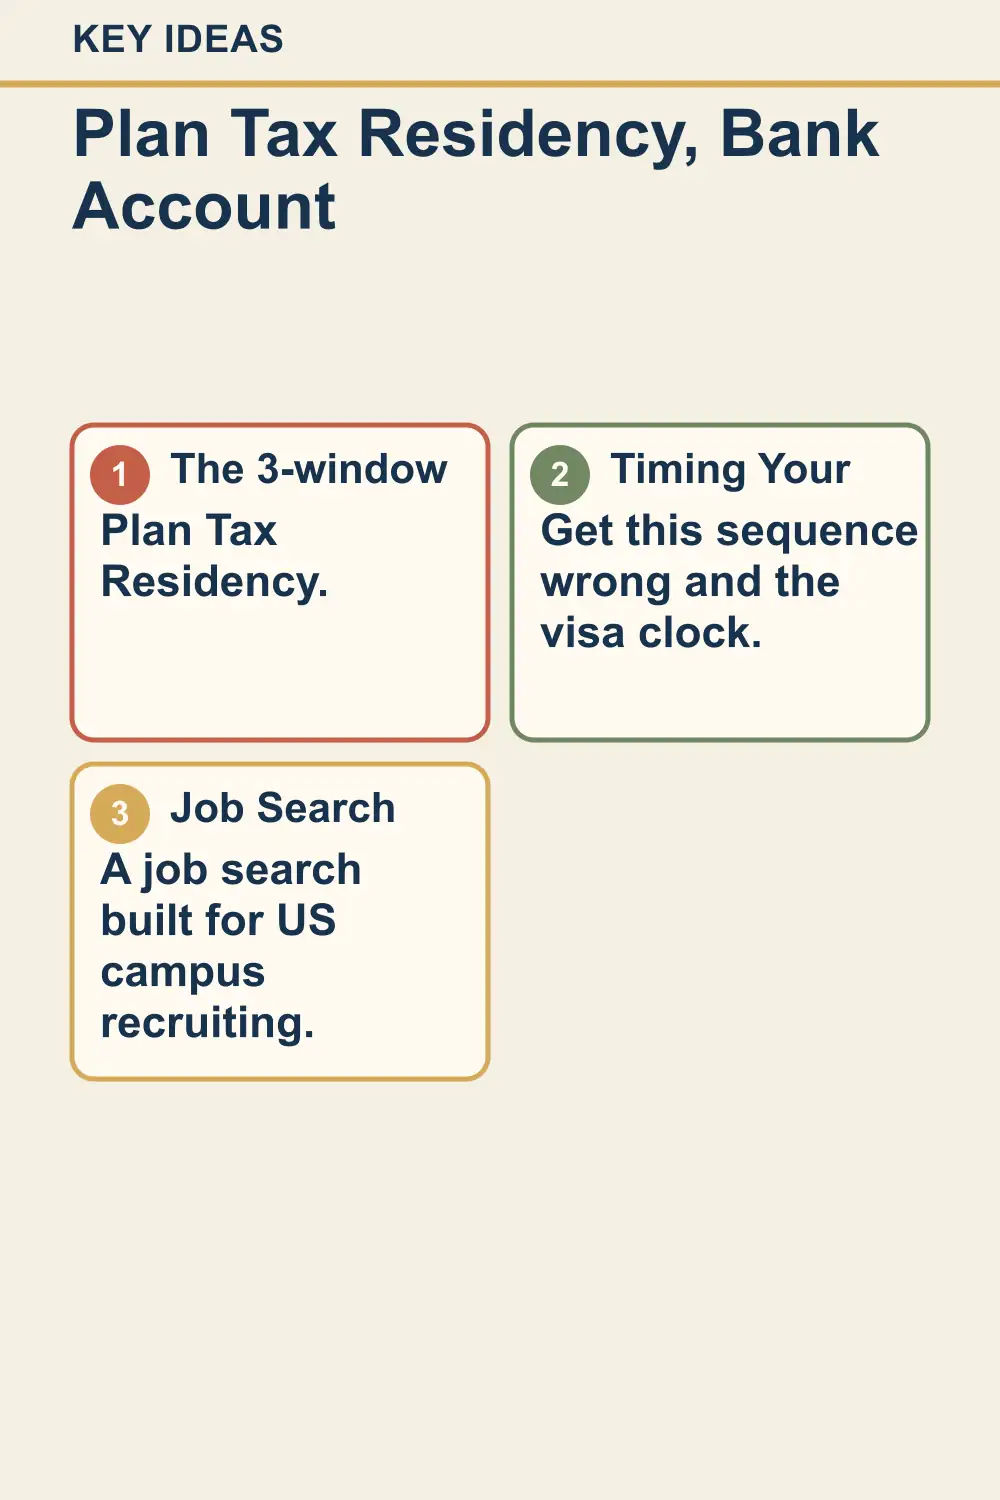 KEY IDEAS
Plan Tax Residency, Bank
Account
1 The 3-window
Plan Tax
Residency.
2 Timing Your
Get this sequence
wrong and the
visa clock.
3 Job Search
A job search
built for US
campus
recruiting.